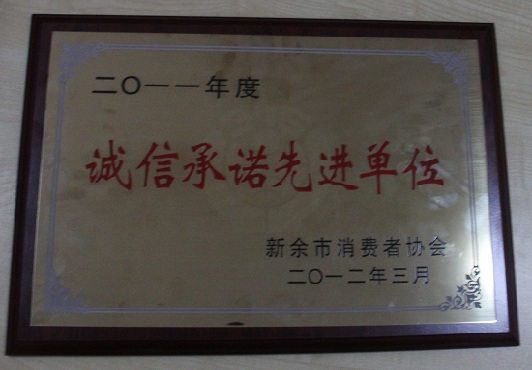 二〇一一年度
诚信承诺先进单位
新余市消费者协会
二〇一二年三月